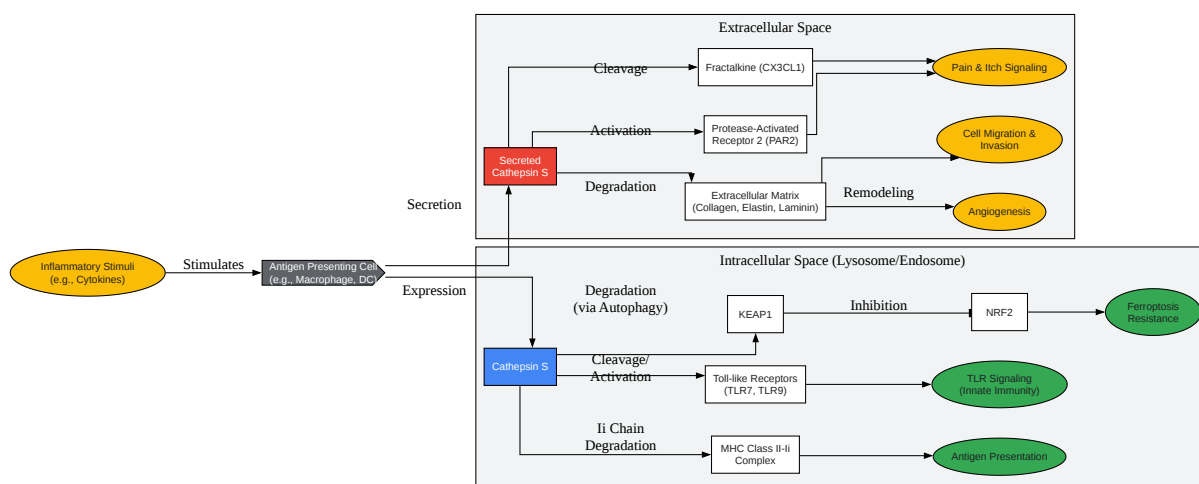 Extracellular Space
Cleavage
Fractalkine (CX3CL1)
Pain & Itch Signaling
Activation
Protease-Activated
Receptor 2 (PAR2)
Cell Migration &
Invasion
Secreted
Cathepsin S
Degradation
Extracellular Matrix
(Collagen, Elastin, Laminin)
Remodeling
Angiogenesis
Secretion
Inflammatory Stimuli
(e.g., Cytokines)
Stimulates
Antigen Presenting Cell
(e.g., Macrophage, DC)
Expression
Intracellular Space (Lysosome/Endosome)
Degradation
(via Autophagy)
KEAP1
Inhibition
NRF2
Ferroptosis
Resistance
Cathepsin S
Cleavage/
Activation
Toll-like Receptors
(TLR7, TLR9)
TLR Signaling
(Innate Immunity)
Ii Chain
Degradation
MHC Class II-Ii
Complex
Antigen Presentation